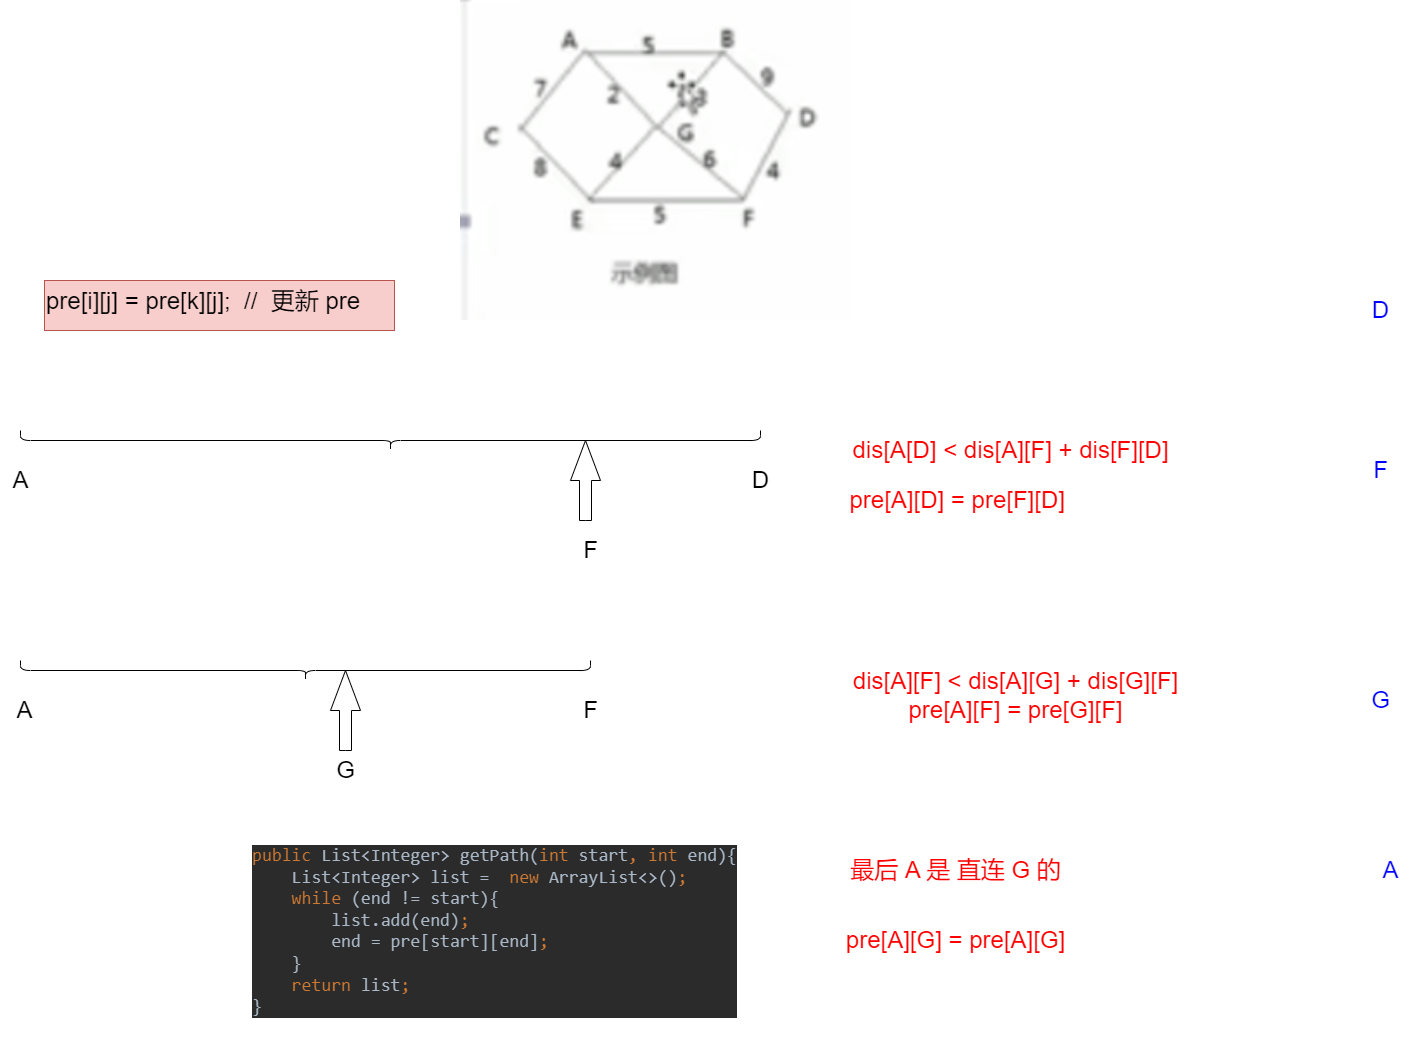 A 5 B
7 2 3 9
C G D
8 4 6 4
E 5 F
示例图
pre[i][j] = pre[k][j]; // 更新 pre
D
dis[A[D] < dis[A][F] + dis[F][D]
F
A D
pre[A][D] = pre[F][D]
F
dis[A][F] < dis[A][G] + dis[G][F]
pre[A][F] = pre[G][F]
G
A F
G
public List<Integer> getPath(int start, int end){
List<Integer> list = new ArrayList<>();
while (end != start){
list.add(end);
end = pre[start][end];
}
return list;
}
最后 A 是 直连 G 的
A
pre[A][G] = pre[A][G]